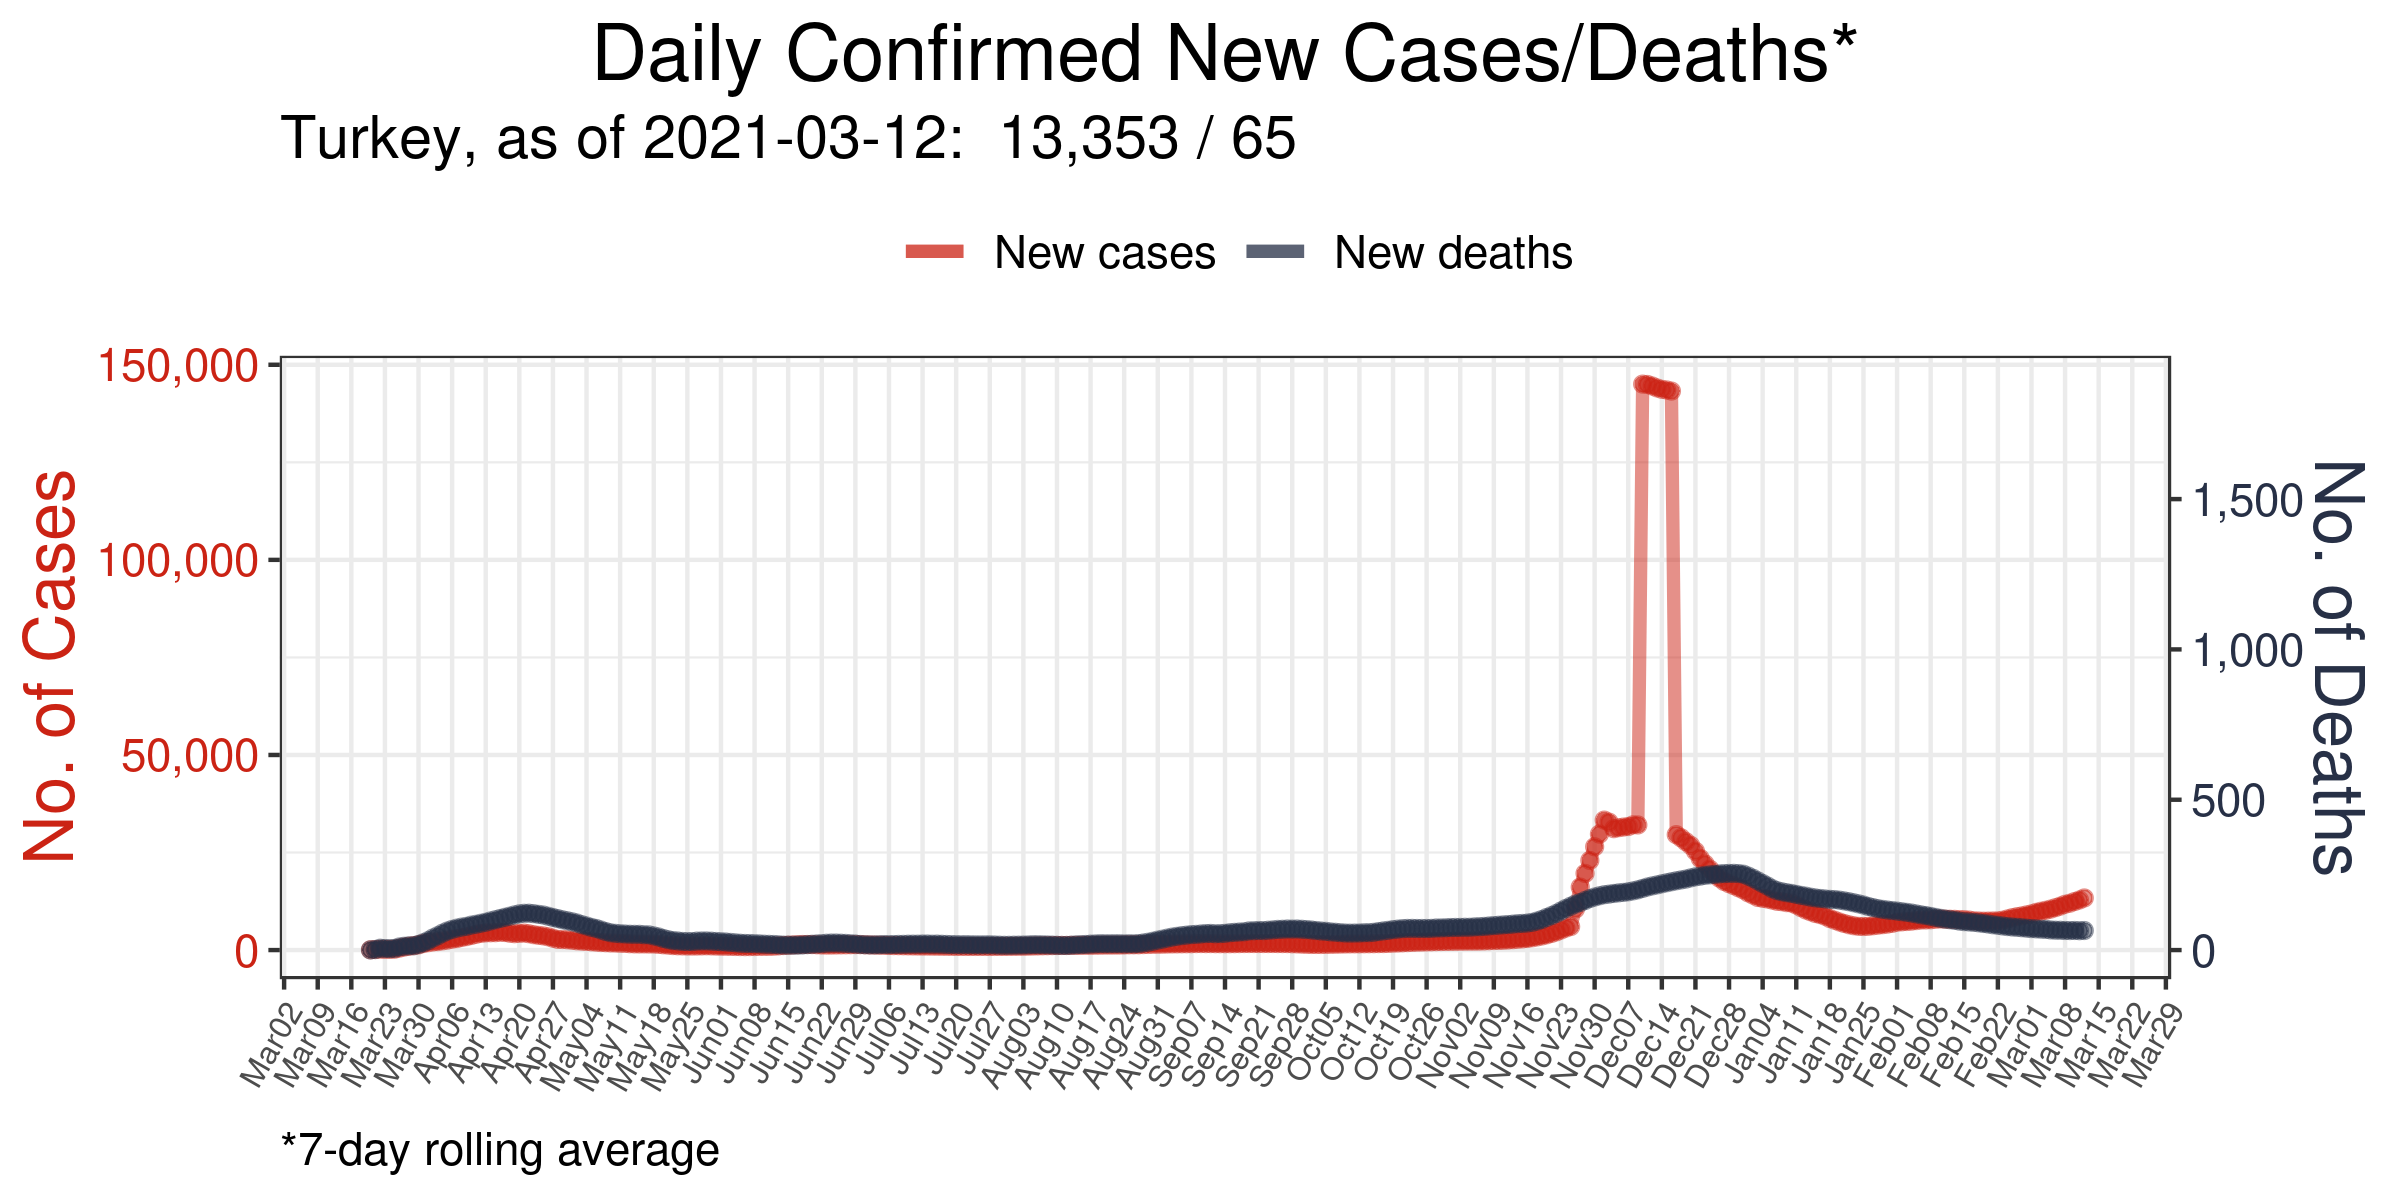 Daily Confirmed New Cases/Deaths*
Turkey, as of 2021-03-12:  13,353 / 65
New cases
New deaths
No. of Cases
150,000
100,000
50,000
0
No. of Deaths
1,500
1,000
500
0
Mar02
Mar09
Mar16
Mar23
Mar30
Apr06
Apr13
Apr20
Apr27
May04
May11
May18
May25
Jun01
Jun08
Jun15
Jun22
Jun29
Jul06
Jul13
Jul20
Jul27
Aug03
Aug10
Aug17
Aug24
Aug31
Sep07
Sep14
Sep21
Sep28
Oct05
Oct12
Oct19
Oct26
Nov02
Nov09
Nov16
Nov23
Nov30
Dec07
Dec14
Dec21
Dec28
Jan04
Jan11
Jan18
Jan25
Feb01
Feb08
Feb15
Feb22
Mar01
Mar08
Mar15
Mar22
Mar29
*7-day rolling average